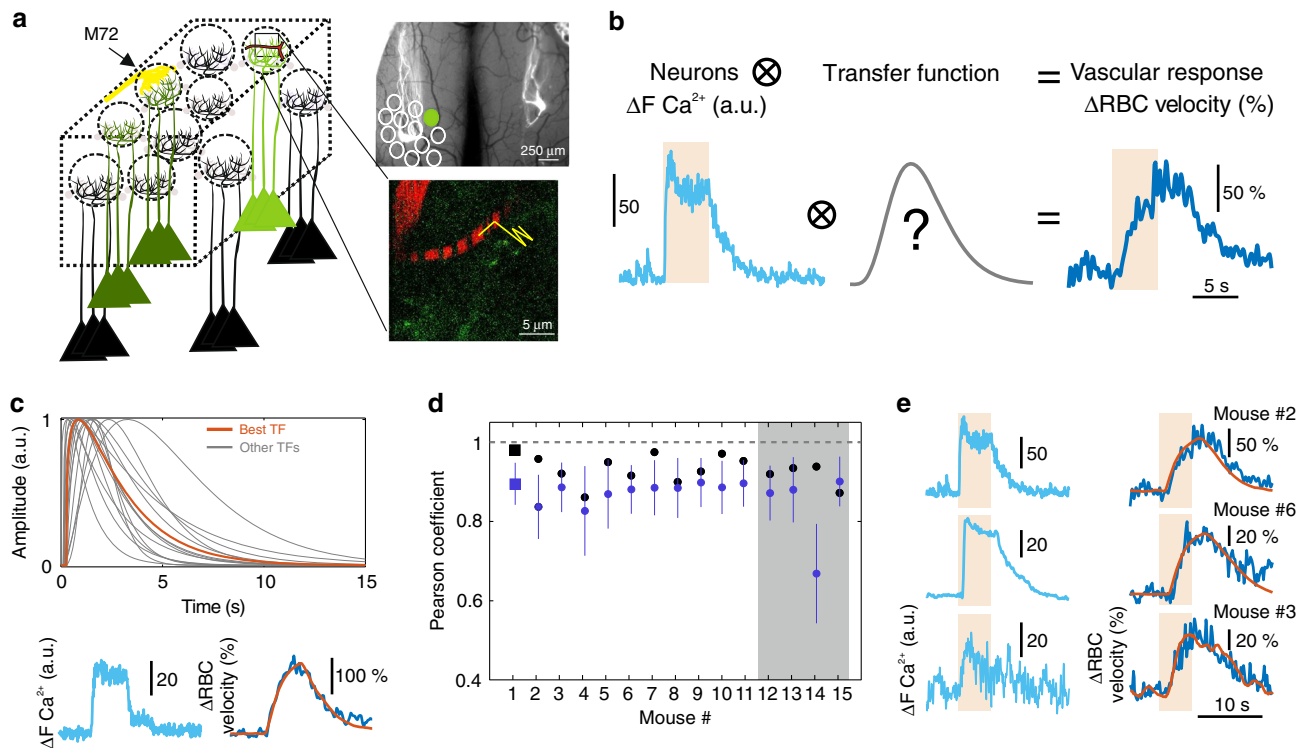 a
M72
250 μm
5 μm
b
Neurons ⊗ Transfer function = Vascular response
ΔF Ca²⁺ (a.u.)
ΔRBC velocity (%)
50
⊗
?
=
50 %
5 s
c
Amplitude (a.u.)
1
0
Best TF
Other TFs
0 5 10 15
Time (s)
ΔF Ca²⁺ (a.u.)
20
ΔRBC
velocity (%)
100 %
d
Pearson coefficient
1
0.8
0.6
0.4
1 2 3 4 5 6 7 8 9 10 11 12 13 14 15
Mouse #
e
50
Mouse #2
50 %
20
Mouse #6
20 %
ΔF Ca²⁺ (a.u.)
20
ΔRBC
velocity (%)
Mouse #3
20 %
10 s